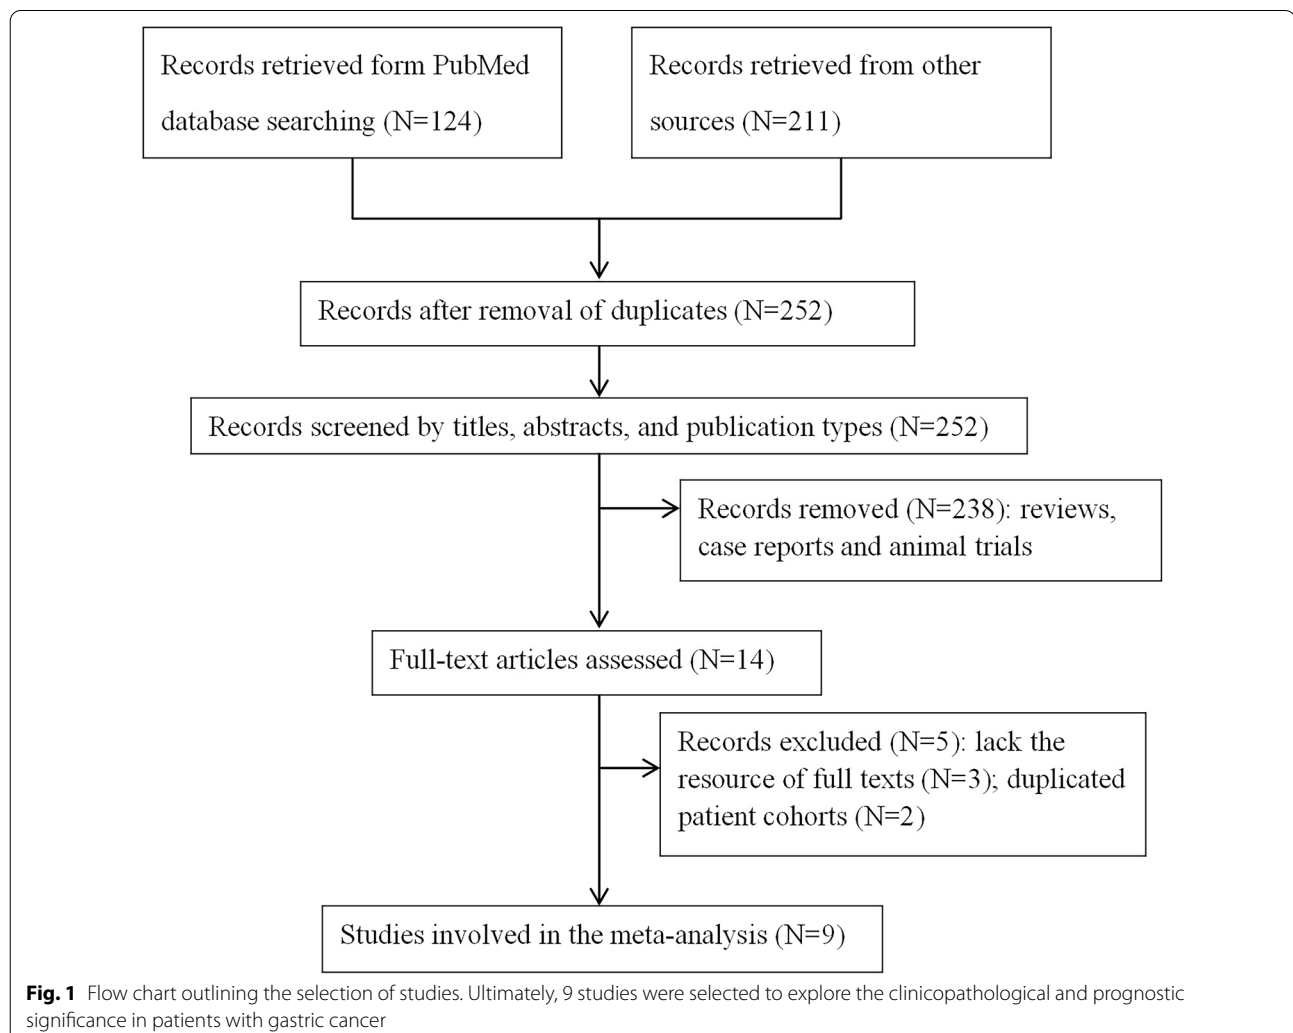 Records retrieved form PubMed
database searching (N=124)
Records retrieved from other
sources (N=211)
Records after removal of duplicates (N=252)
Records screened by titles, abstracts, and publication types (N=252)
Records removed (N=238): reviews,
case reports and animal trials
Full-text articles assessed (N=14)
Records excluded (N=5): lack the
resource of full texts (N=3); duplicated
patient cohorts (N=2)
Studies involved in the meta-analysis (N=9)
Fig. 1 Flow chart outlining the selection of studies. Ultimately, 9 studies were selected to explore the clinicopathological and prognostic
significance in patients with gastric cancer